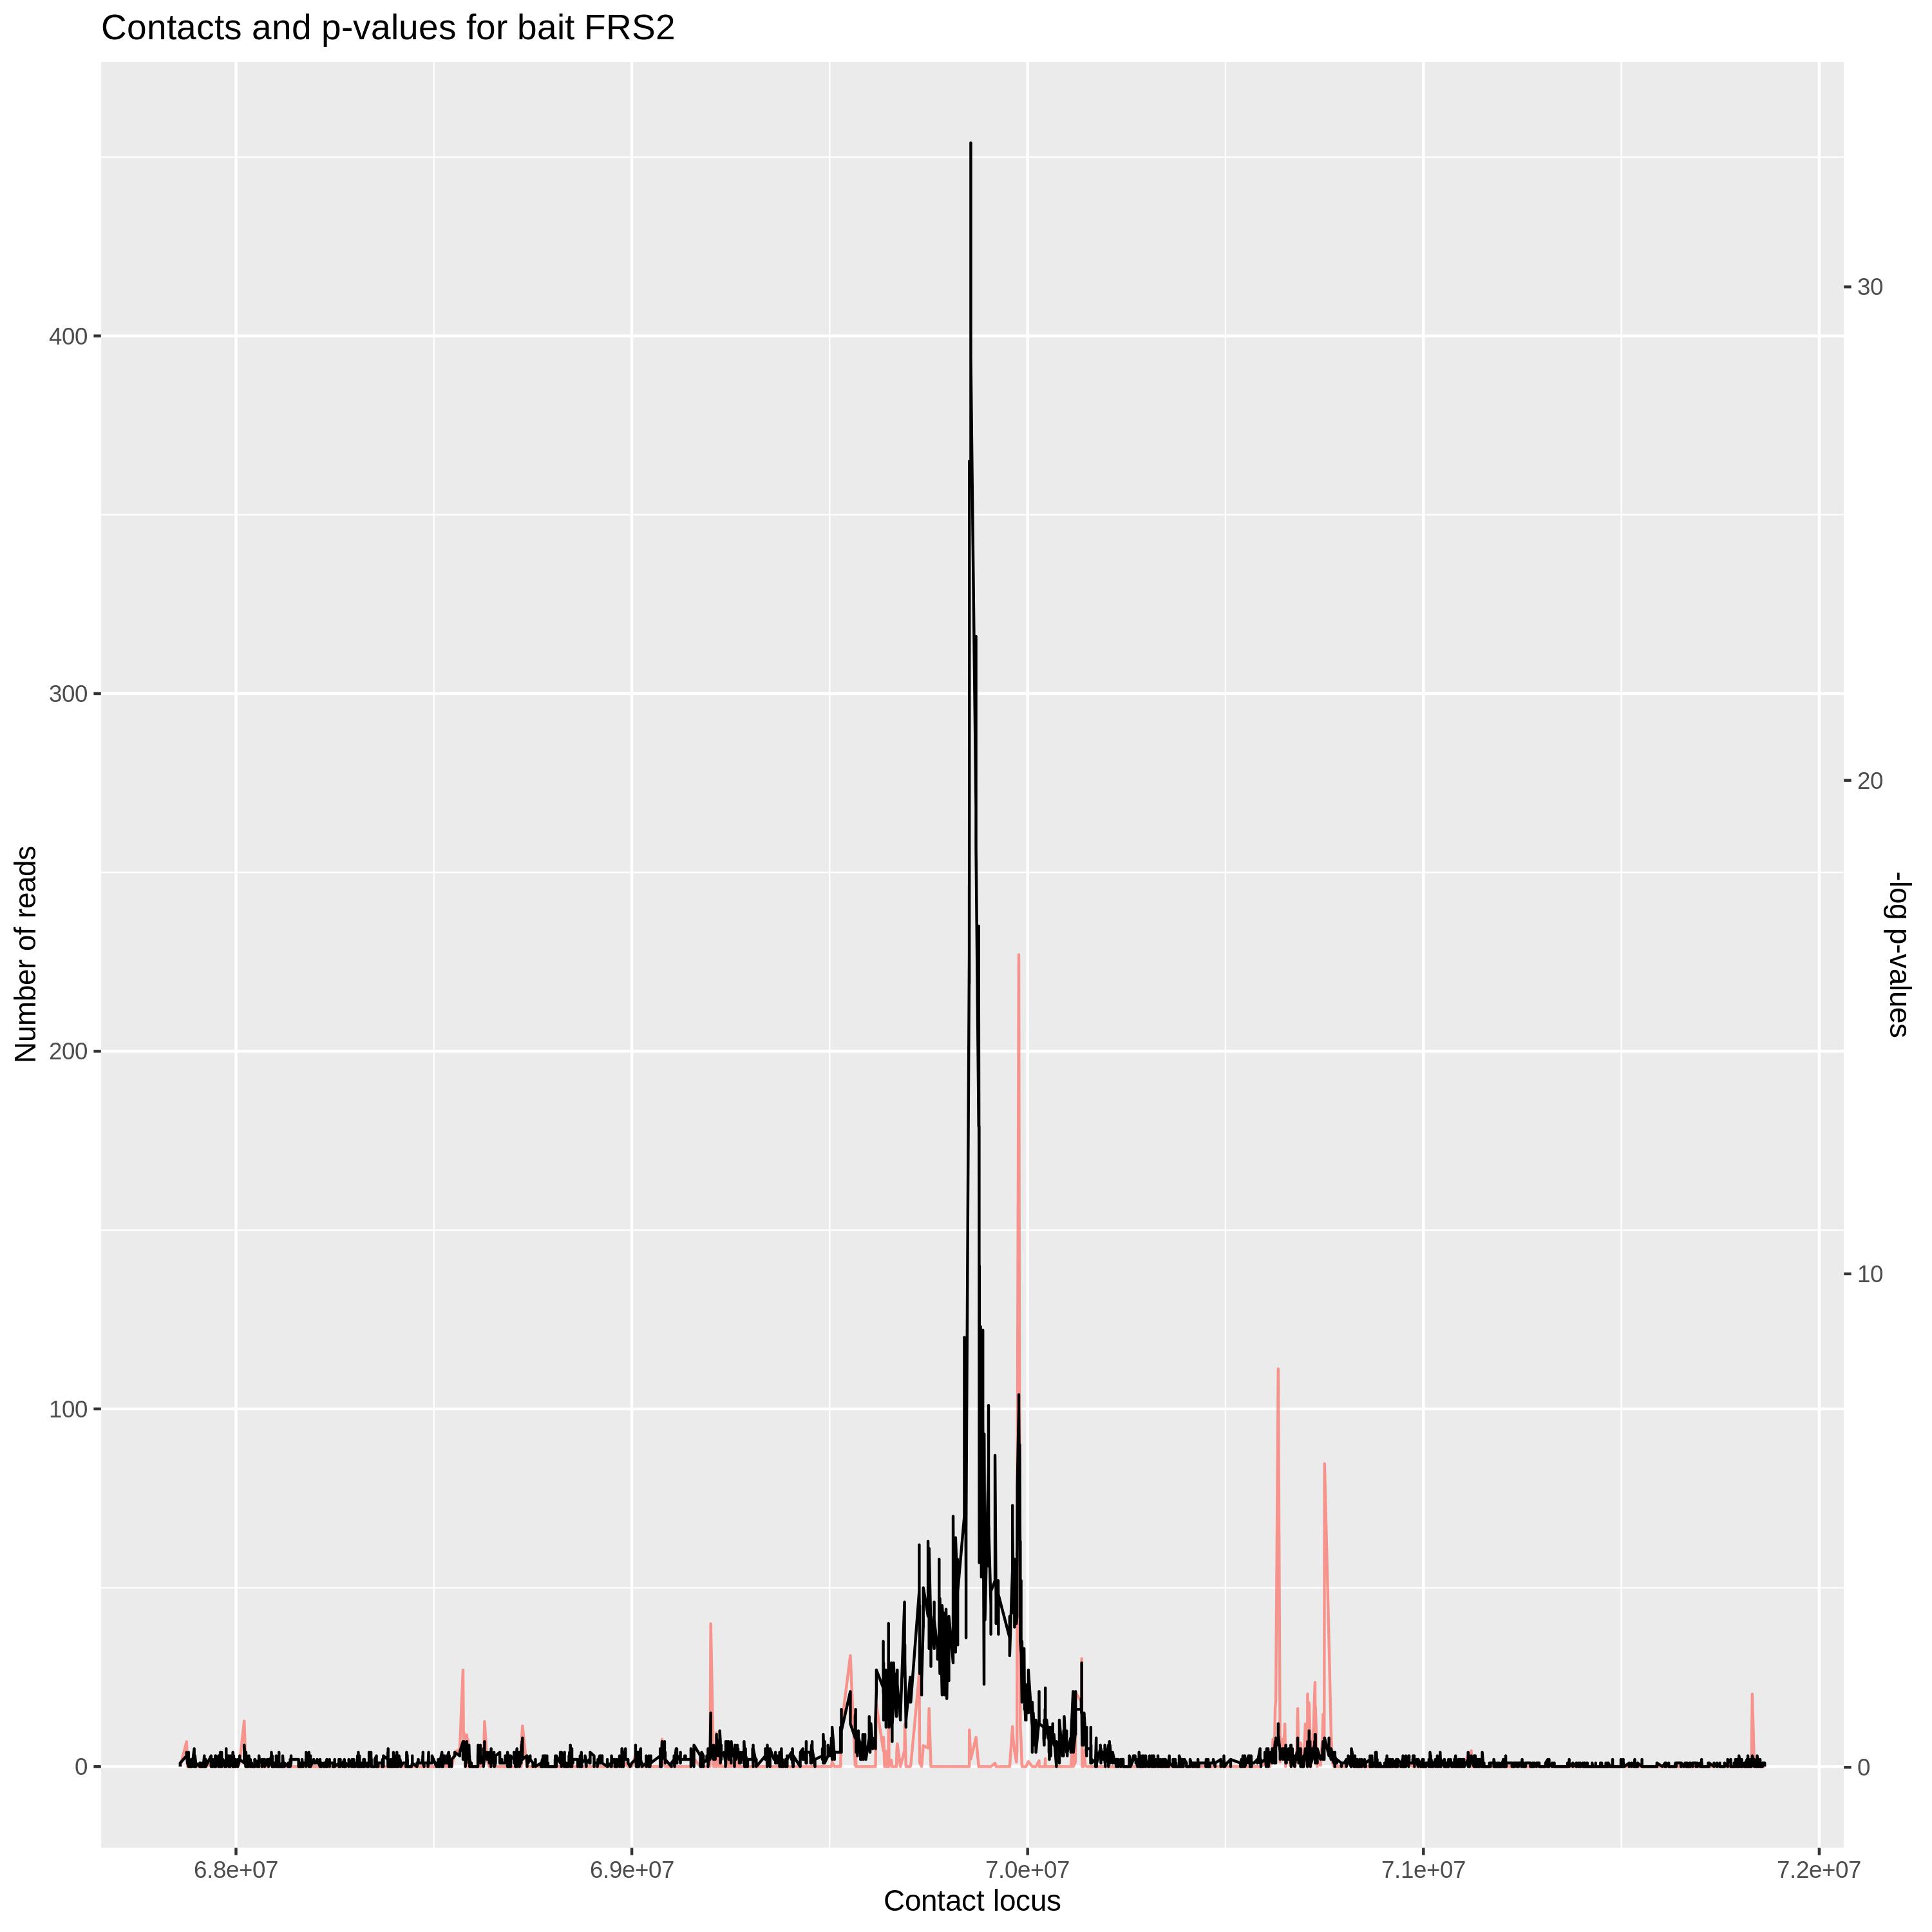 Contacts and p-values for bait FRS2
Number of reads
400
300
200
100
0
30
20
10
0
-log p-values
6.8e+07 6.9e+07 7.0e+07 7.1e+07 7.2e+07
Contact locus